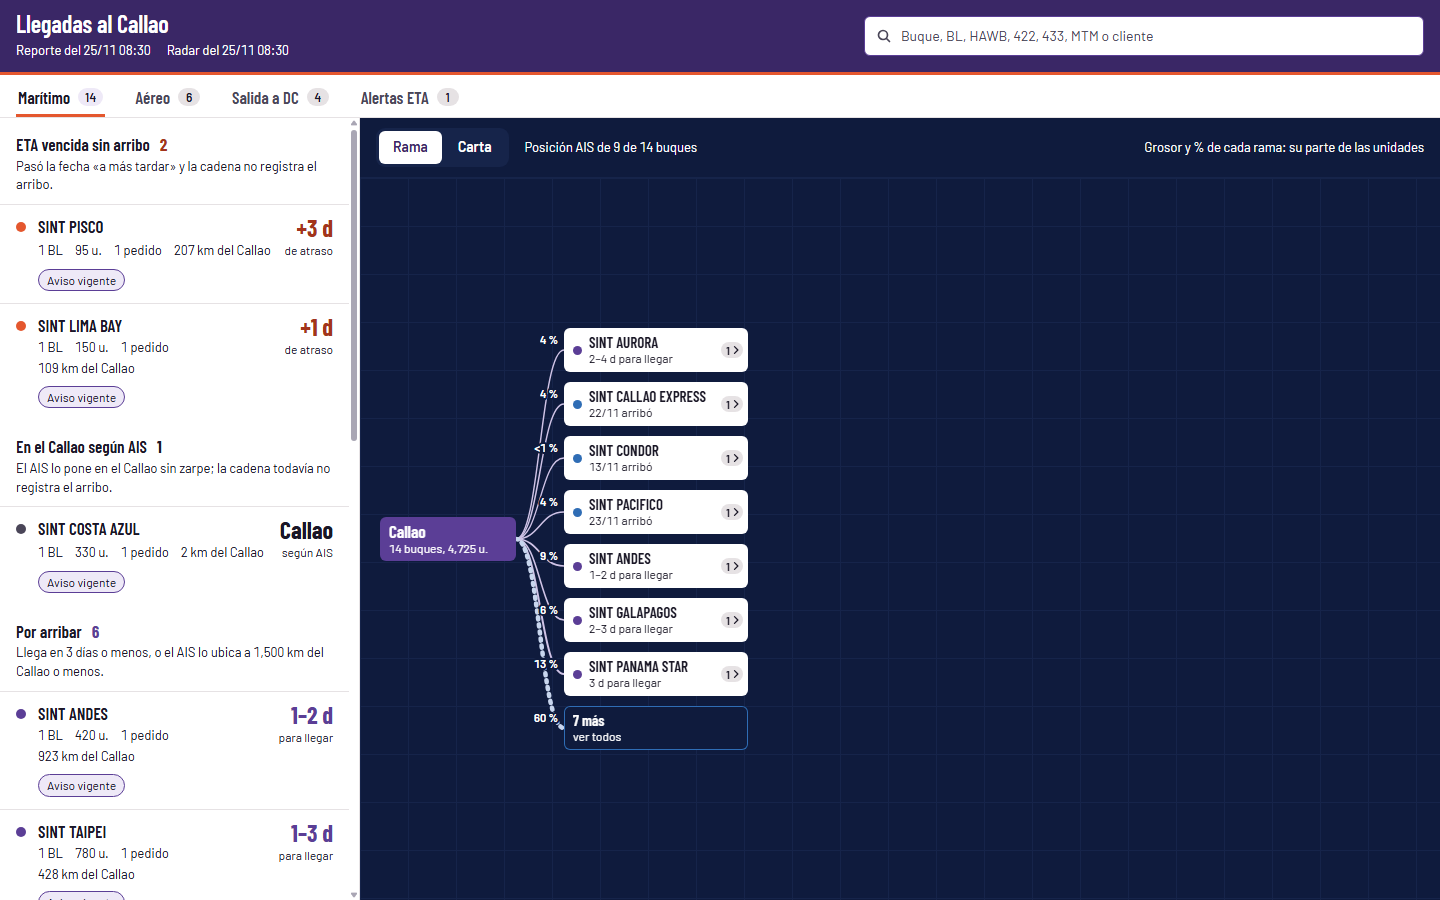 Llegadas al Callao
Reporte del 25/11 08:30 Radar del 25/11 08:30
Buque, BL, HAWB, 422, 433, MTM o cliente
Marítimo 14 Aéreo 6 Salida a DC 4 Alertas ETA 1
ETA vencida sin arribo 2
Pasó la fecha «a más tardar» y la cadena no registra el
arribo.
SINT PISCO +3 d
1 BL 95 u. 1 pedido 207 km del Callao de atraso
Aviso vigente
SINT LIMA BAY +1 d
1 BL 150 u. 1 pedido de atraso
109 km del Callao
Aviso vigente
En el Callao según AIS 1
El AIS lo pone en el Callao sin zarpe; la cadena todavía no
registra el arribo.
SINT COSTA AZUL Callao
1 BL 330 u. 1 pedido 2 km del Callao según AIS
Aviso vigente
Por arribar 6
Llega en 3 días o menos, o el AIS lo ubica a 1,500 km del
Callao o menos.
SINT ANDES 1–2 d
1 BL 420 u. 1 pedido para llegar
923 km del Callao
Aviso vigente
SINT TAIPEI 1–3 d
1 BL 780 u. 1 pedido para llegar
428 km del Callao
Rama Carta Posición AIS de 9 de 14 buques Grosor y % de cada rama: su parte de las unidades
Callao
14 buques, 4,725 u.
4 % SINT AURORA 1
2–4 d para llegar
4 % SINT CALLAO EXPRESS 1
22/11 arribó
<1 % SINT CONDOR 1
13/11 arribó
4 % SINT PACIFICO 1
23/11 arribó
9 % SINT ANDES 1
1–2 d para llegar
8 % SINT GALAPAGOS 1
2–3 d para llegar
13 % SINT PANAMA STAR 1
3 d para llegar
60 % 7 más
ver todos